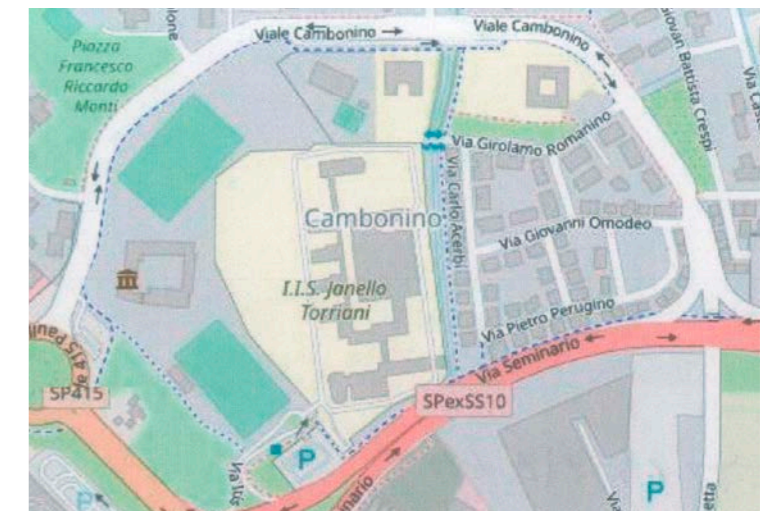 Viale Cambonino
Viale Cambonino
Piazza
Francesco
Riccardo
Monti
Giovan Battista Crespi
Via Girolamo Romanino
Via Carlo Acerbi
Cambonino
Via Giovanni Omodeo
I.I.S. Janello
Torriani
Via Pietro Perugino
Via Seminario
SP415
SPexSS10
P
P
P